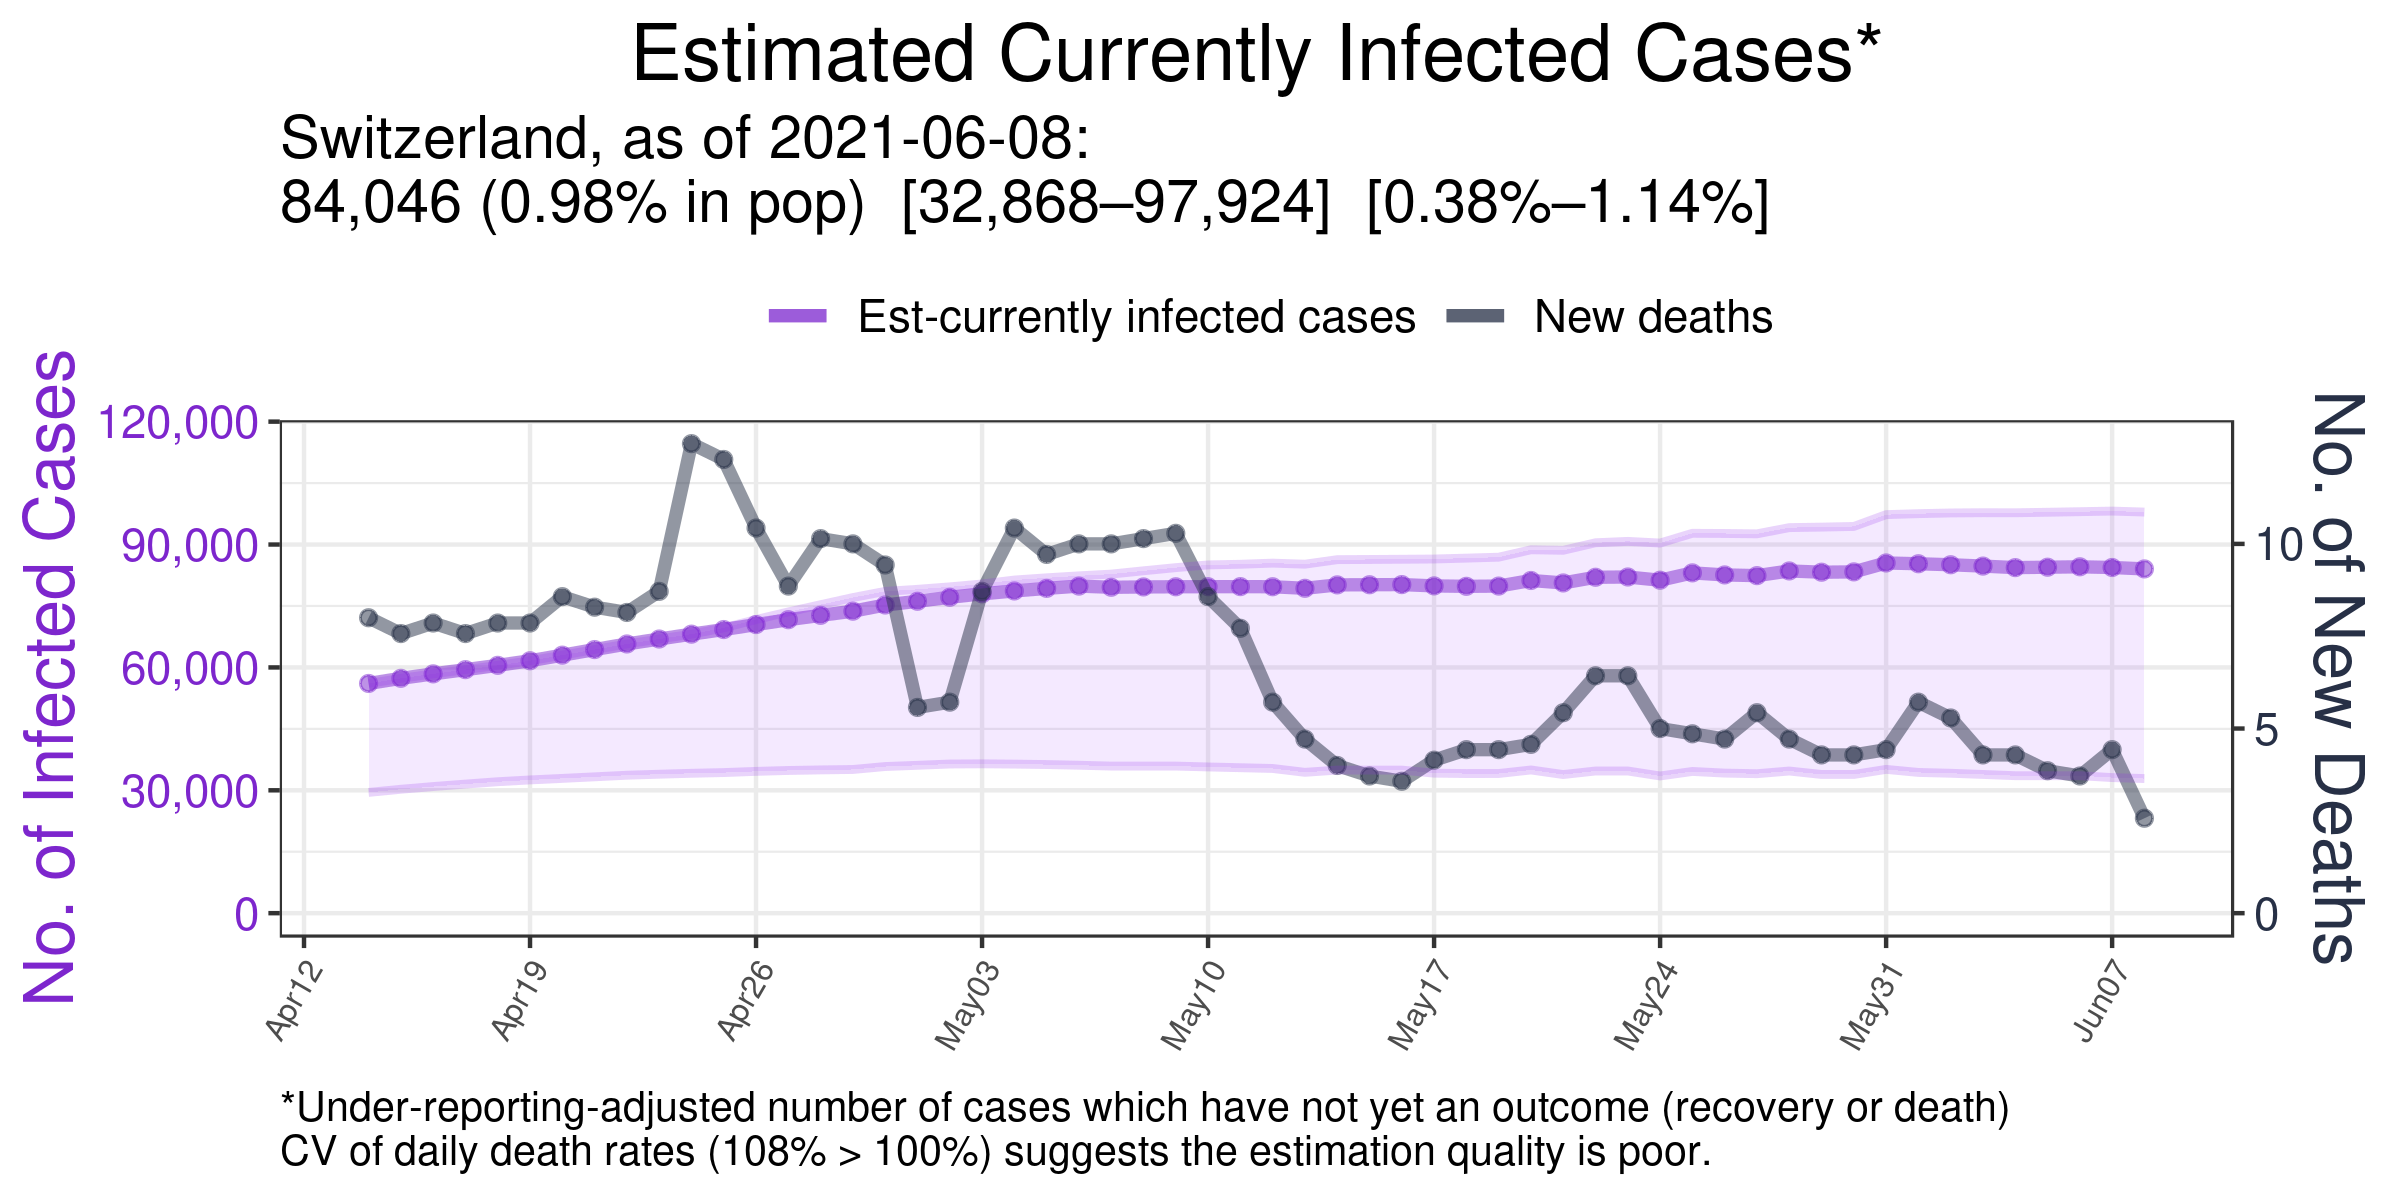 Estimated Currently Infected Cases*
Switzerland, as of 2021-06-08:
84,046 (0.98% in pop)  [32,868–97,924]  [0.38%–1.14%]
Est-currently infected cases
New deaths
No. of Infected Cases
120,000
90,000
60,000
30,000
0
No. of New Deaths
10
5
0
Apr12
Apr19
Apr26
May03
May10
May17
May24
May31
Jun07
*Under-reporting-adjusted number of cases which have not yet an outcome (recovery or death)
CV of daily death rates (108% > 100%) suggests the estimation quality is poor.